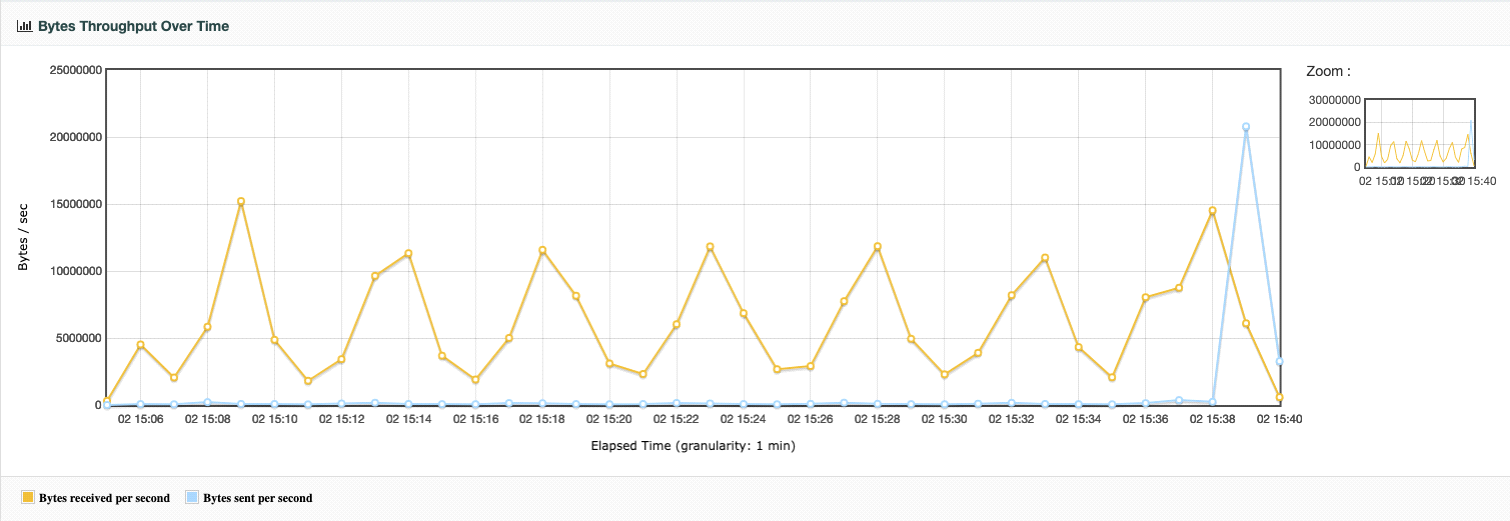 Bytes Throughput Over Time
25000000
20000000
15000000
10000000
5000000
0
Bytes / sec
02 15:06 02 15:08 02 15:10 02 15:12 02 15:14 02 15:16 02 15:18 02 15:20 02 15:22 02 15:24 02 15:26 02 15:28 02 15:30 02 15:32 02 15:34 02 15:36 02 15:38 02 15:40
Elapsed Time (granularity: 1 min)
Zoom :
30000000
20000000
10000000
0
02 15:40
Bytes received per second Bytes sent per second